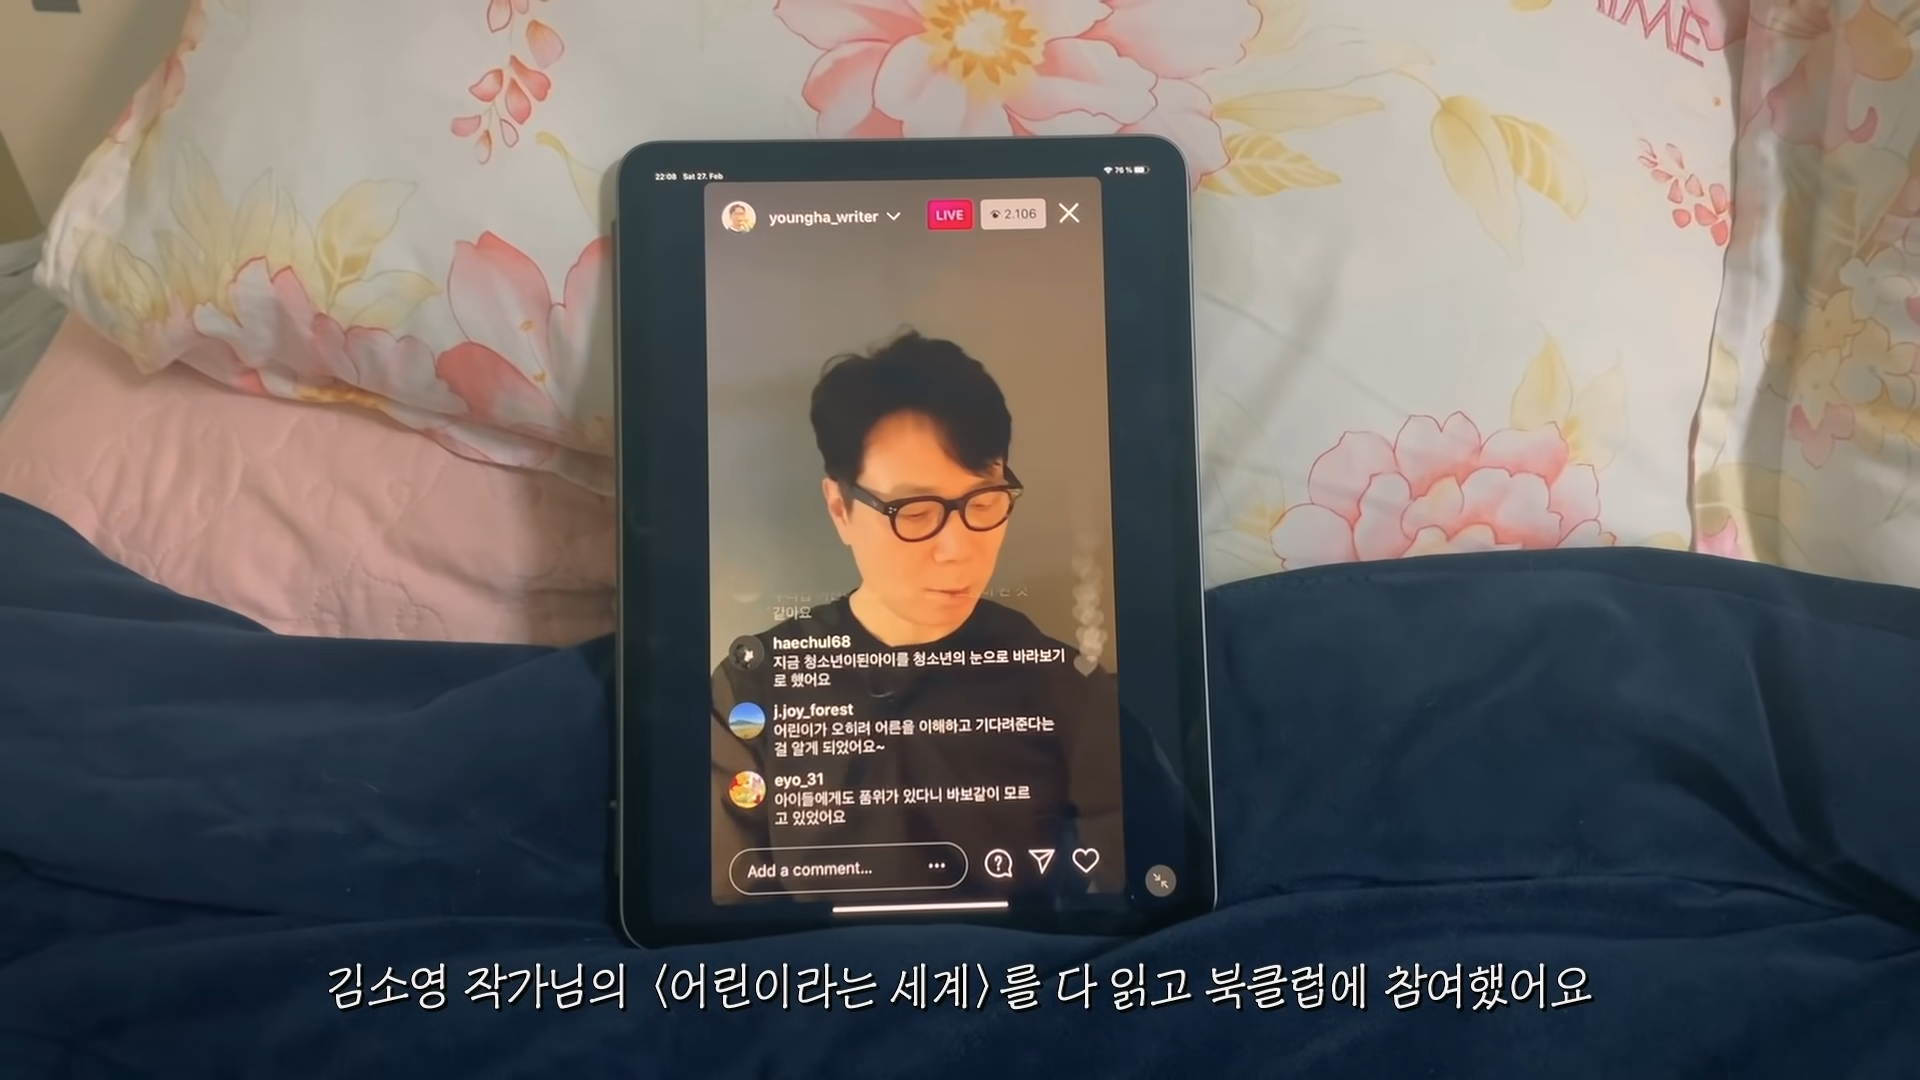 IME
22:08 Sat 27. Feb
76 %
youngha_writer
LIVE
2.106
같아요
haechul68
지금 청소년이된아이를 청소년의 눈으로 바라보기
로 했어요
j.joy_forest
어린이가 오히려 어른을 이해하고 기다려준다는
걸 알게 되었어요~
eyo_31
아이들에게도 품위가 있다니 바보같이 모르
고 있었어요
Add a comment...
김소영 작가님의 〈어린이라는 세계〉를 다 읽고 북클럽에 참여했어요